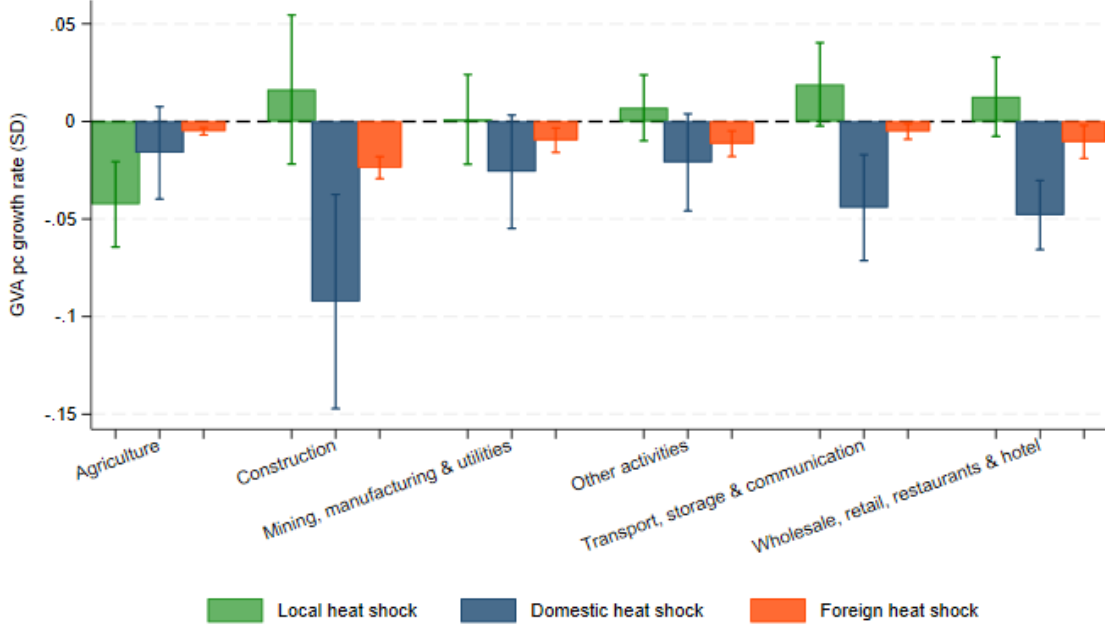 GVA pc growth rate (SD)
.05
0
-.05
-.1
-.15
Agriculture
Construction
Mining, manufacturing & utilities
Other activities
Transport, storage & communication
Wholesale, retail, restaurants & hotel
Local heat shock
Domestic heat shock
Foreign heat shock